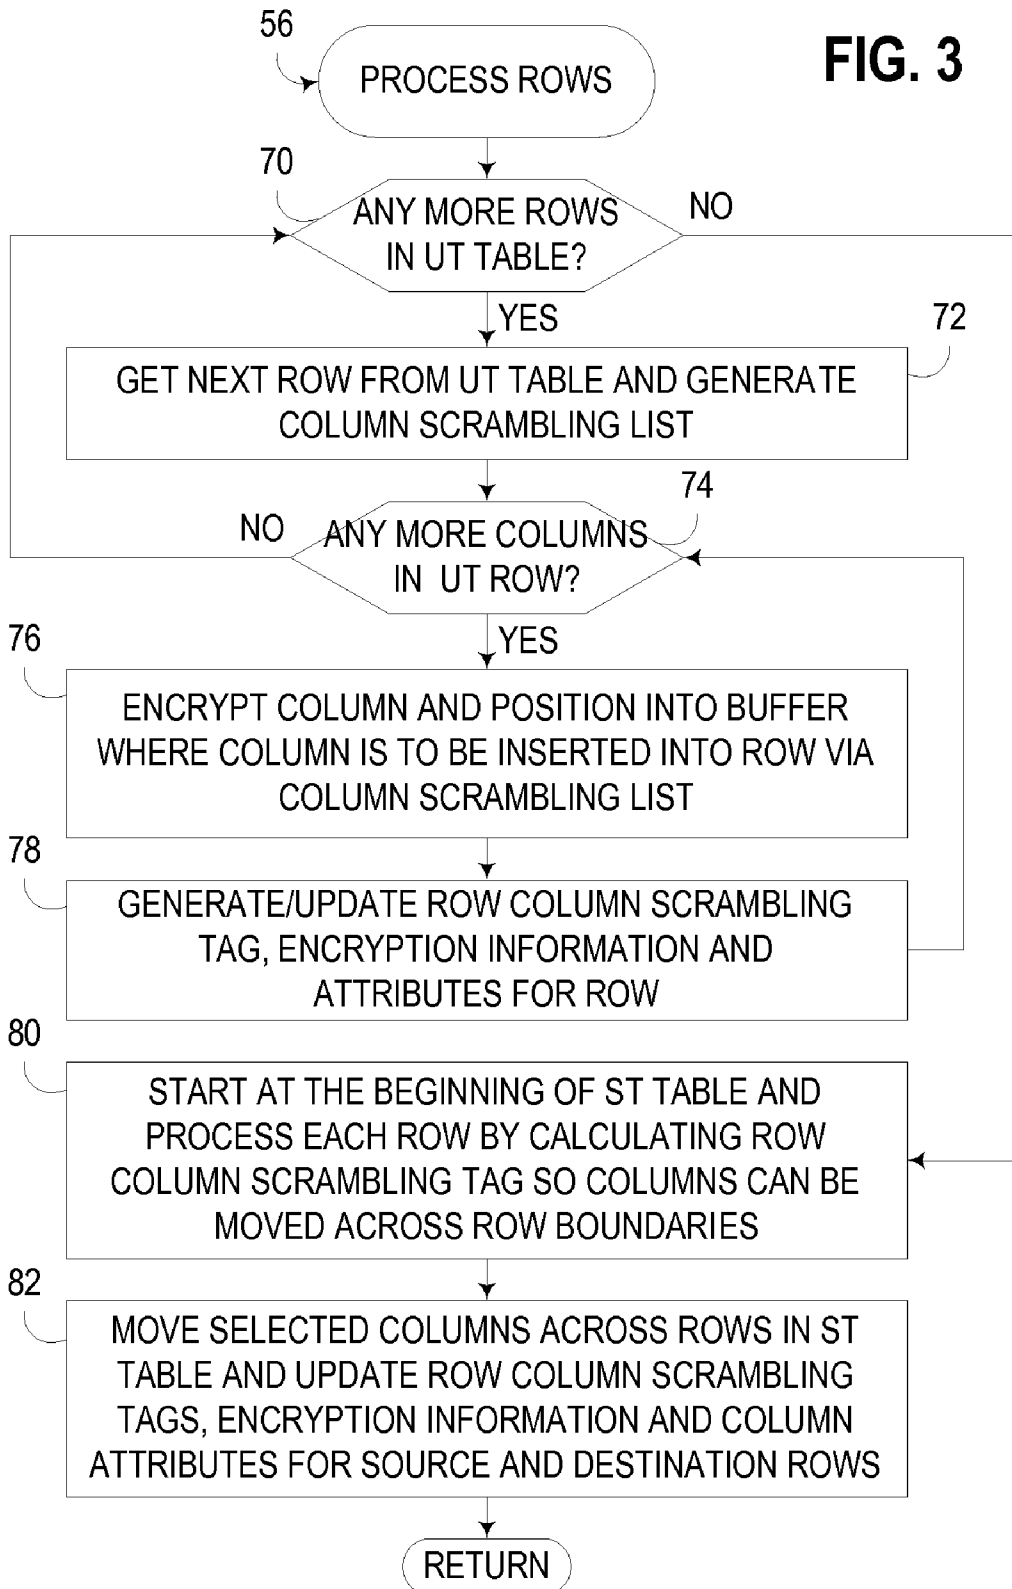 56
PROCESS ROWS
FIG. 3
70
ANY MORE ROWS
IN UT TABLE?
NO
YES
72
GET NEXT ROW FROM UT TABLE AND GENERATE
COLUMN SCRAMBLING LIST
74
NO
ANY MORE COLUMNS
IN UT ROW?
YES
76
ENCRYPT COLUMN AND POSITION INTO BUFFER
WHERE COLUMN IS TO BE INSERTED INTO ROW VIA
COLUMN SCRAMBLING LIST
78
GENERATE/UPDATE ROW COLUMN SCRAMBLING
TAG, ENCRYPTION INFORMATION AND
ATTRIBUTES FOR ROW
80
START AT THE BEGINNING OF ST TABLE AND
PROCESS EACH ROW BY CALCULATING ROW
COLUMN SCRAMBLING TAG SO COLUMNS CAN BE
MOVED ACROSS ROW BOUNDARIES
82
MOVE SELECTED COLUMNS ACROSS ROWS IN ST
TABLE AND UPDATE ROW COLUMN SCRAMBLING
TAGS, ENCRYPTION INFORMATION AND COLUMN
ATTRIBUTES FOR SOURCE AND DESTINATION ROWS
RETURN